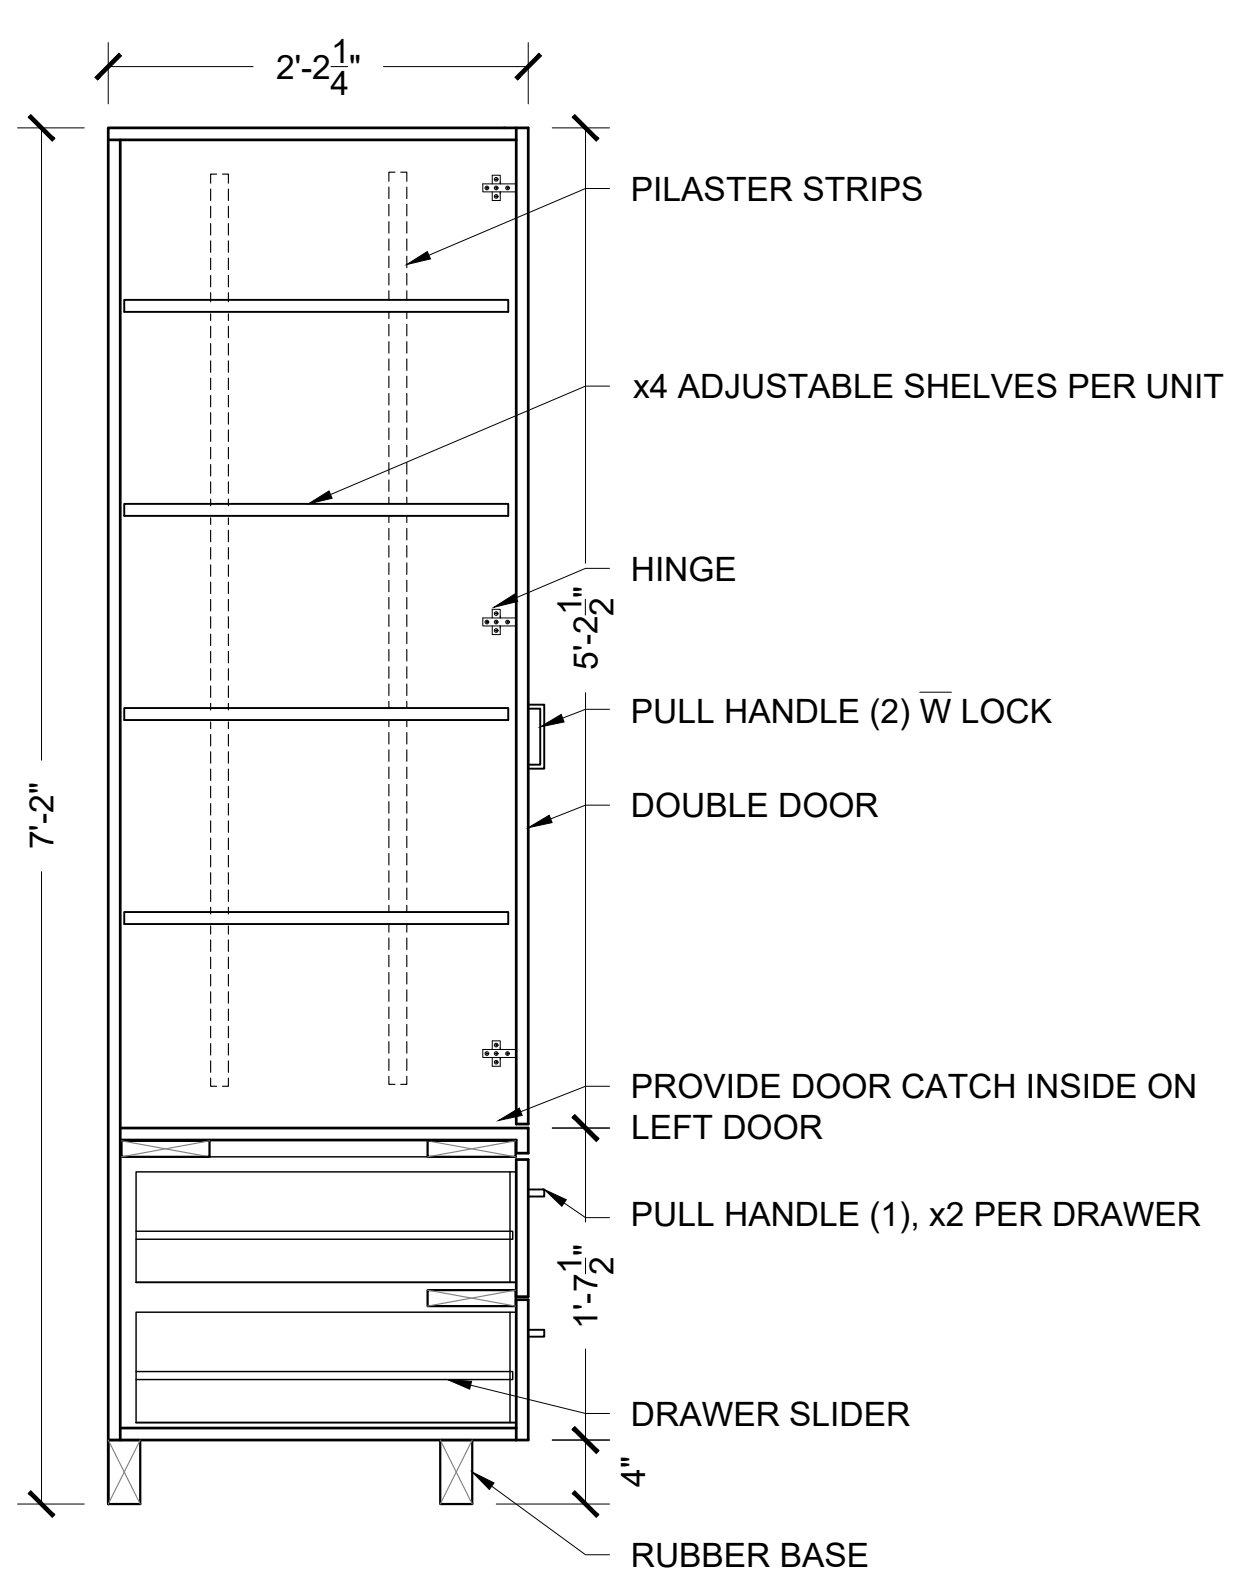 2'-2 1/4"
PILASTER STRIPS
x4 ADJUSTABLE SHELVES PER UNIT
HINGE
5'-2 1/2"
PULL HANDLE (2) W̅ LOCK
DOUBLE DOOR
7'-2"
PROVIDE DOOR CATCH INSIDE ON
LEFT DOOR
PULL HANDLE (1), x2 PER DRAWER
1'-7 1/2"
DRAWER SLIDER
4"
RUBBER BASE